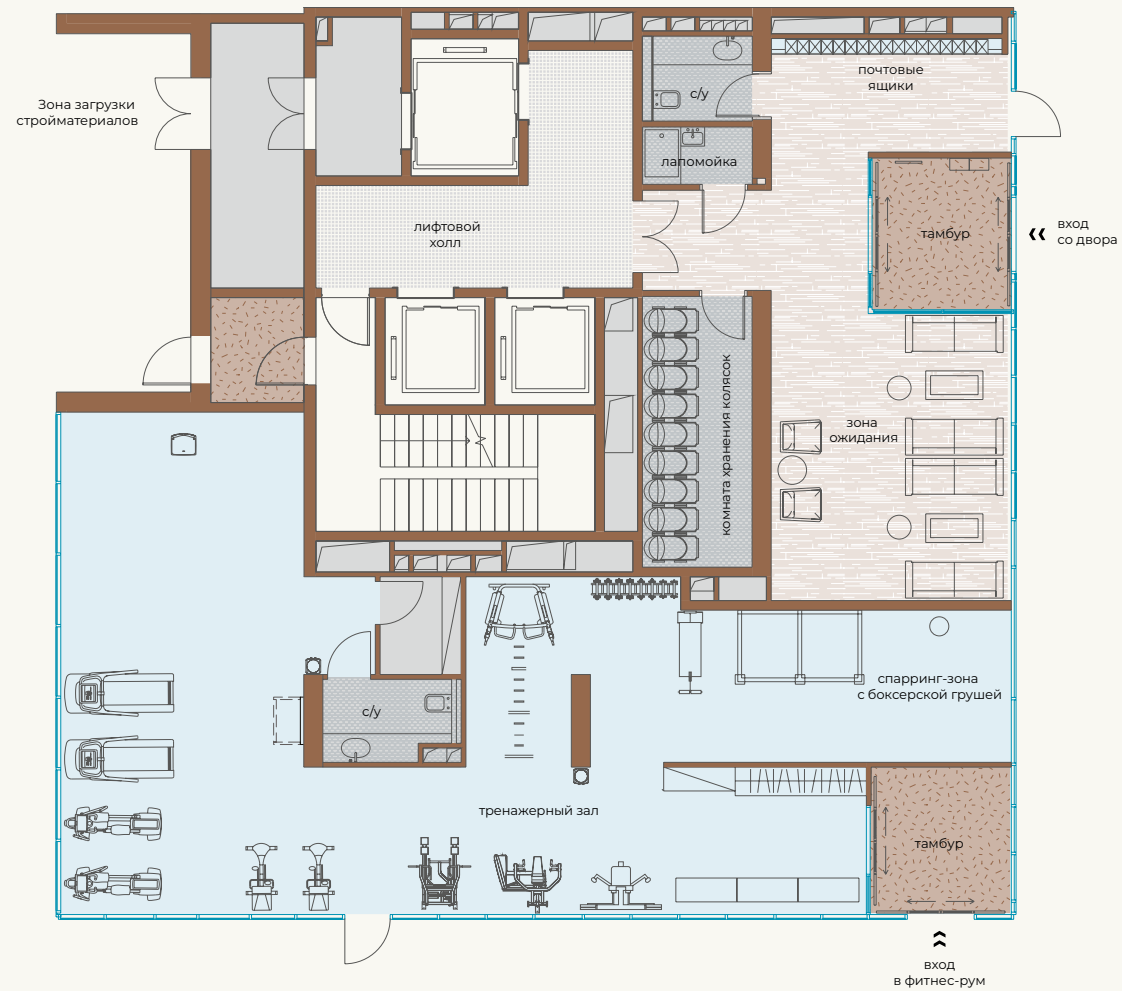 почтовые
ящики
с/у
Зона загрузки
стройматериалов
лапомойка
лифтовой
холл
тамбур
вход
со двора
зона
ожидания
комната хранения колясок
спарринг-зона
с боксерской грушей
с/у
тренажерный зал
тамбур
вход
в фитнес-рум